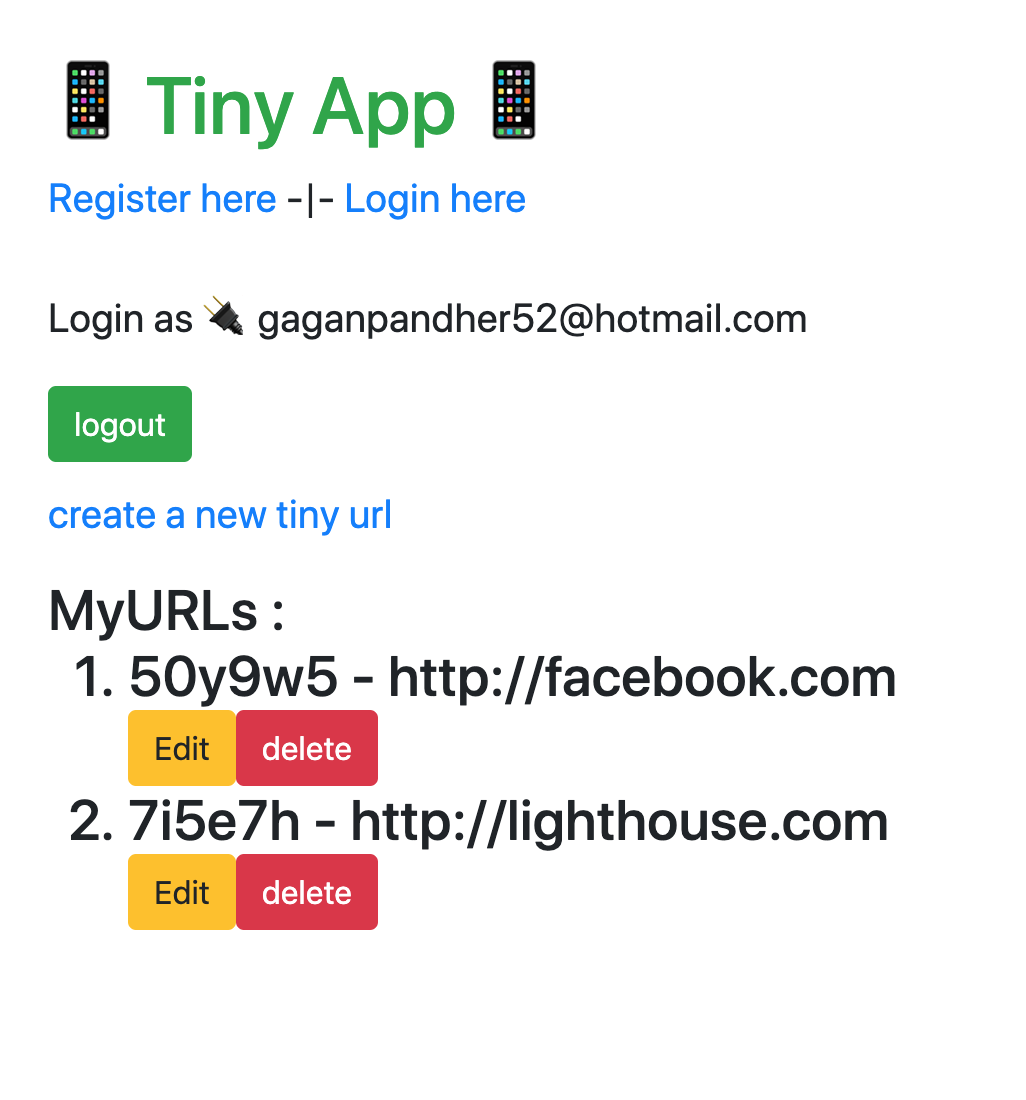 📱 Tiny App 📱
Register here -|- Login here
Login as 🔌 gaganpandher52@hotmail.com
logout
create a new tiny url
MyURLs :
1. 50y9w5 - http://facebook.com
Edit delete
2. 7i5e7h - http://lighthouse.com
Edit delete